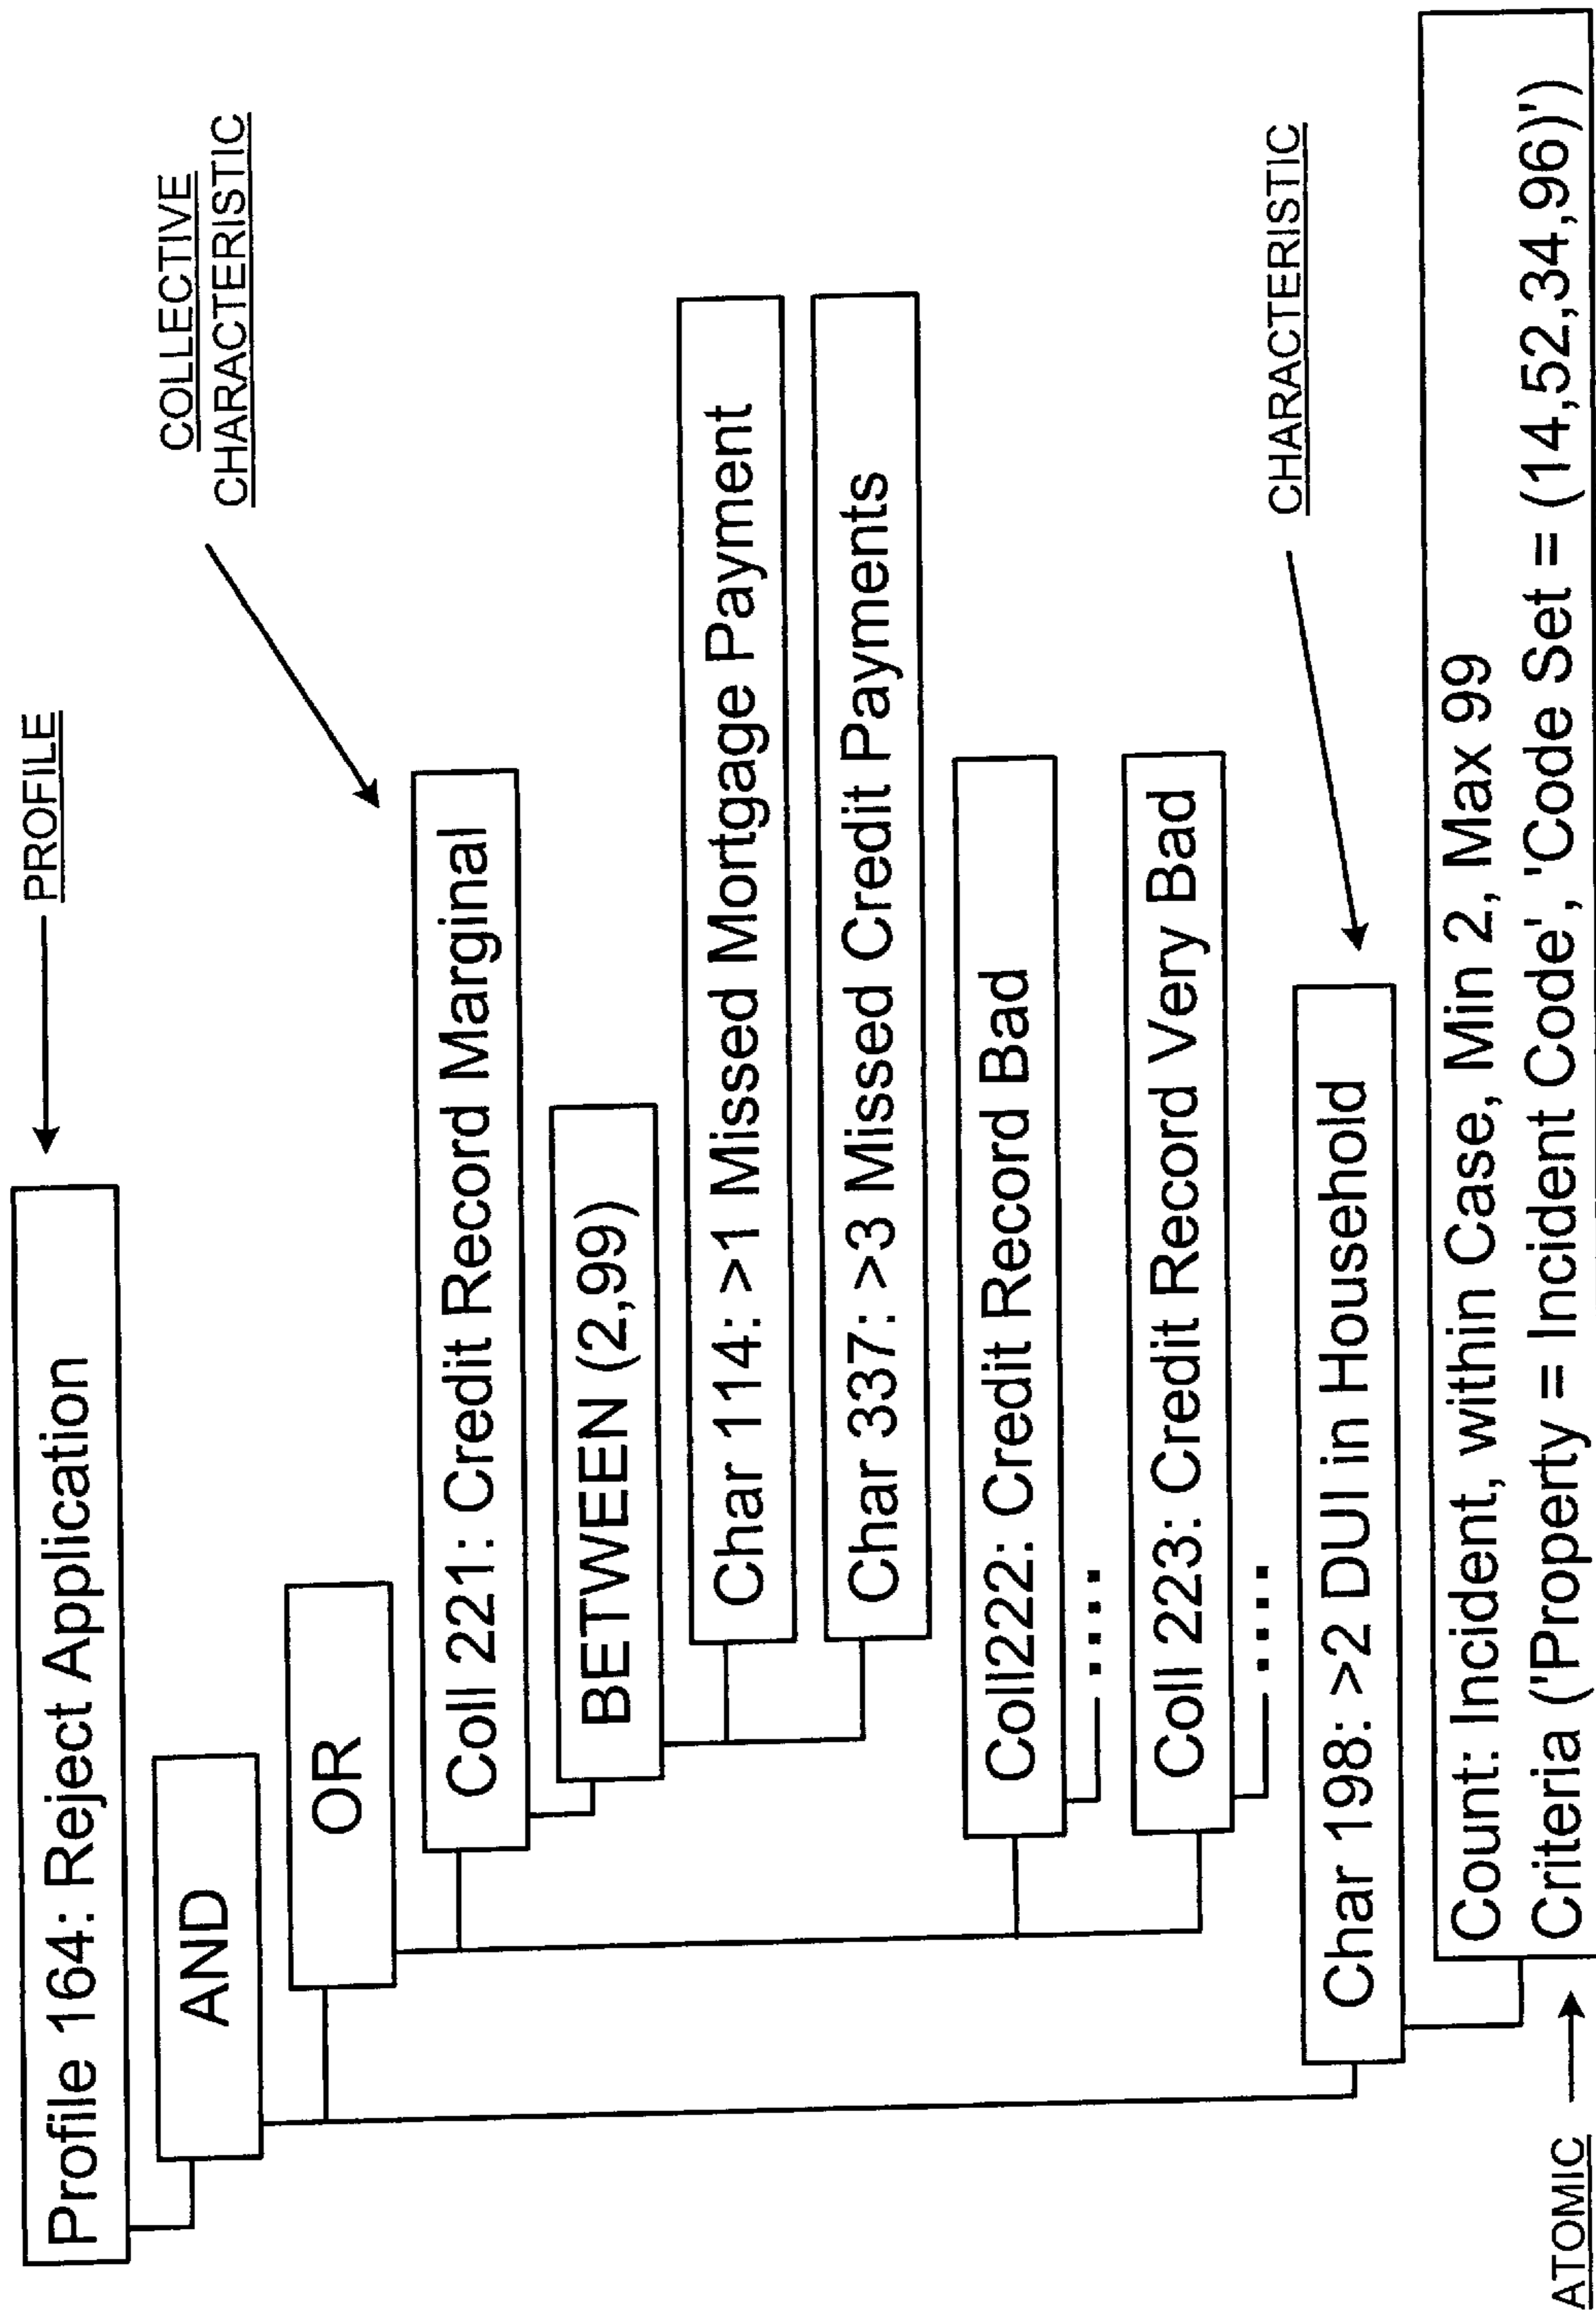 PROFILE
Profile 164: Reject Application
COLLECTIVE
CHARACTERISTIC
AND
OR
Coll 221: Credit Record Marginal
BETWEEN (2,99)
Char 114: >1 Missed Mortgage Payment
Char 337: >3 Missed Credit Payments
Coll222: Credit Record Bad
....
Coll 223: Credit Record Very Bad
....
CHARACTERISTIC
Char 198: >2 DUI in Household
Count: Incident, within Case, Min 2, Max 99
Criteria ('Property = Incident Code', 'Code Set = (14,52,34,96)')
ATOMIC